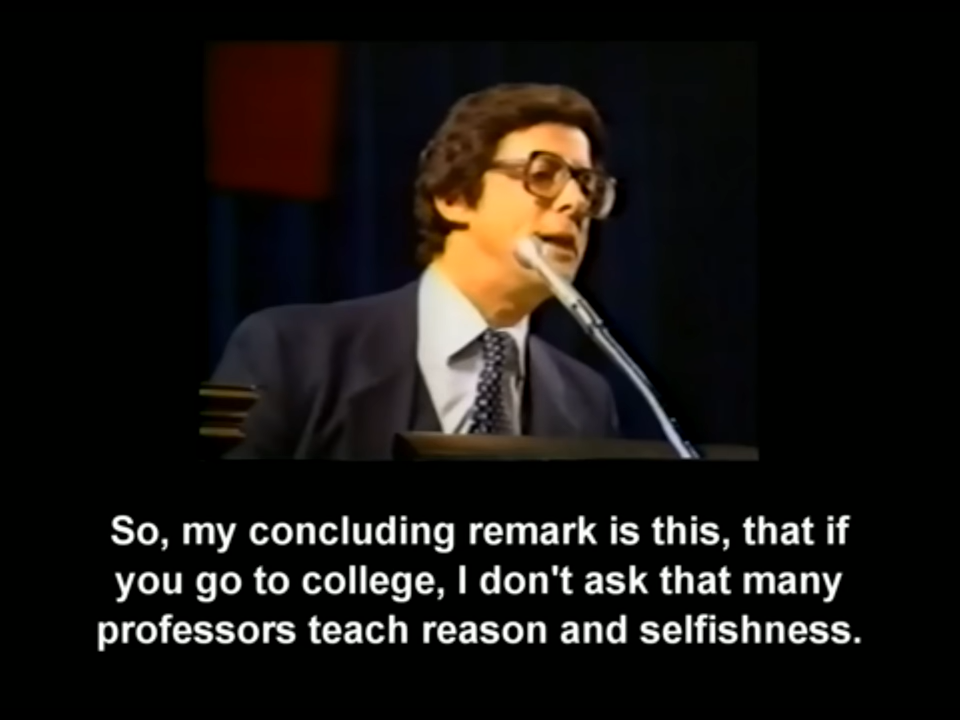 So, my concluding remark is this, that if
you go to college, I don't ask that many
professors teach reason and selfishness.